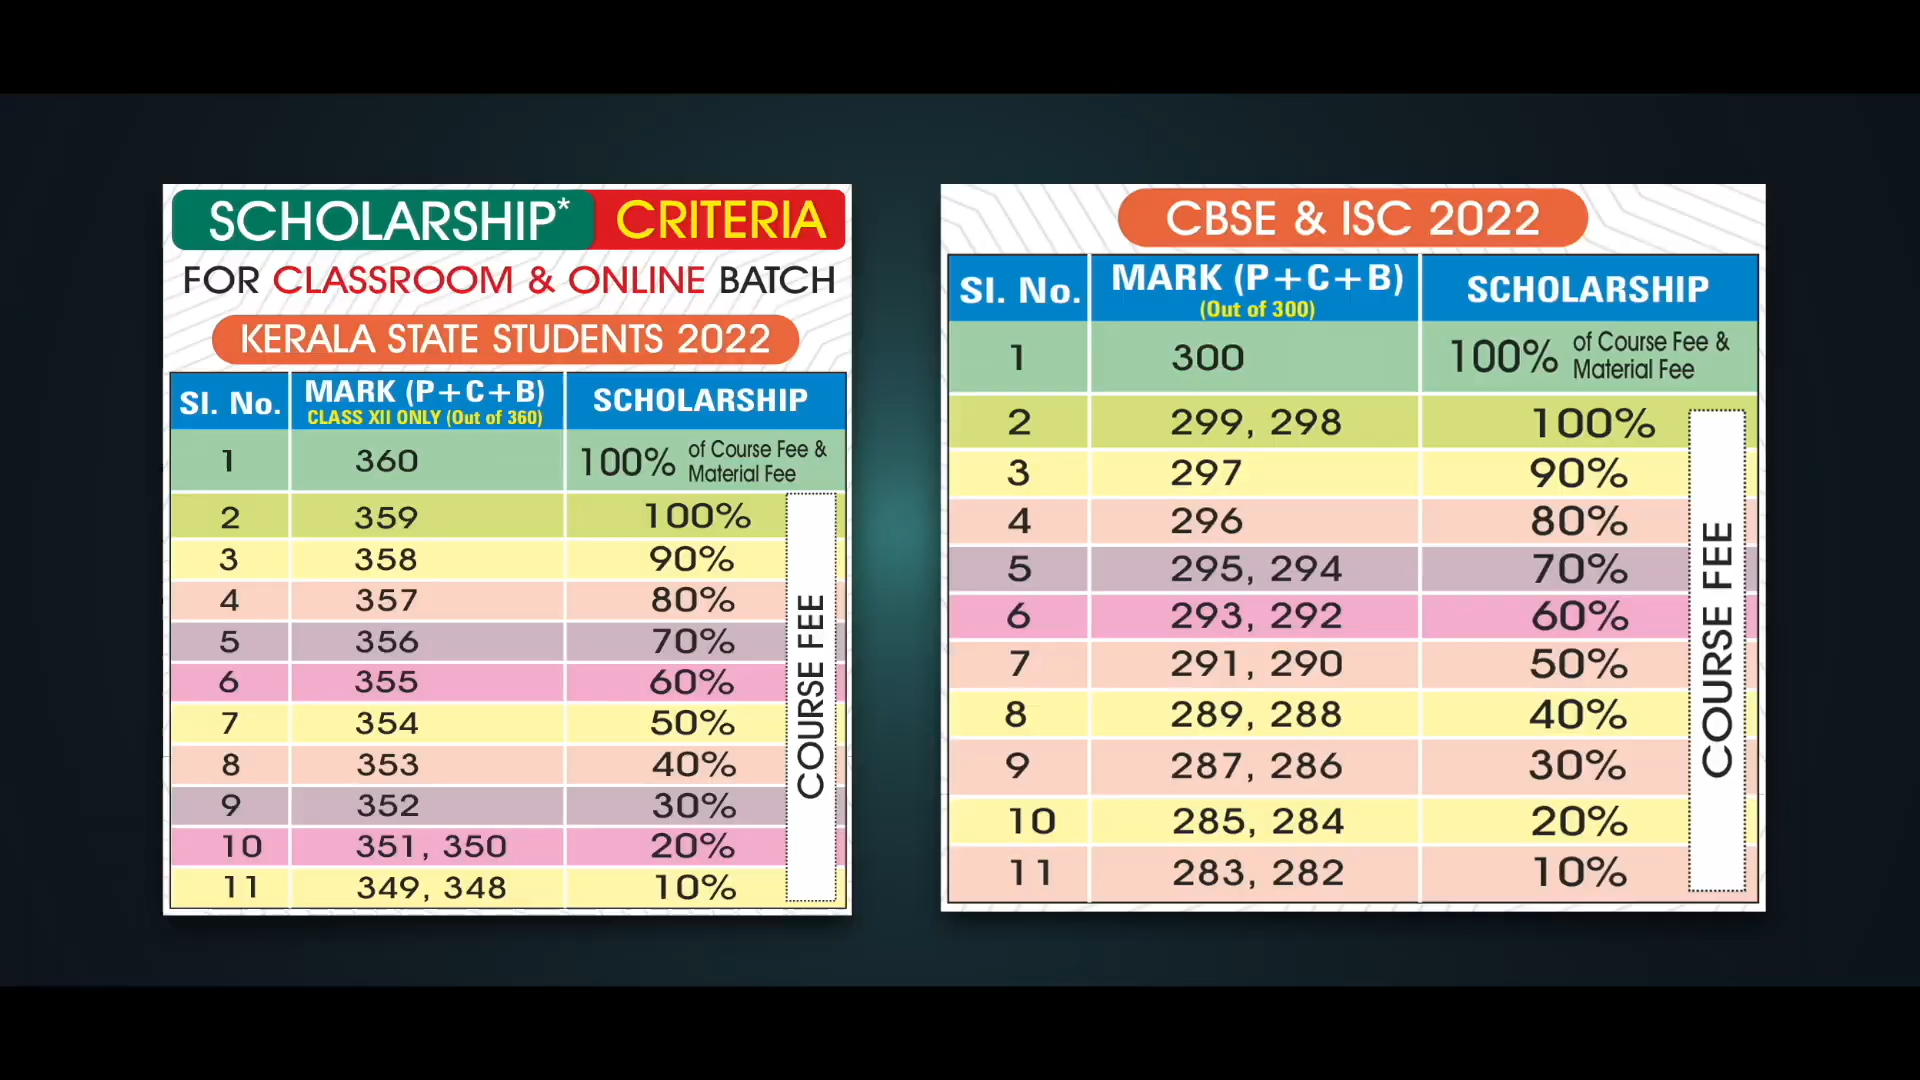 SCHOLARSHIP* CRITERIA
FOR CLASSROOM & ONLINE BATCH
KERALA STATE STUDENTS 2022
SI. No. MARK (P+C+B) SCHOLARSHIP
CLASS XII ONLY (Out of 360)
1 360 100% of Course Fee &
Material Fee
2 359 100%
3 358 90%
4 357 80%
5 356 70%
6 355 60%
7 354 50%
8 353 40%
9 352 30%
10 351, 350 20%
11 349, 348 10%
COURSE FEE
CBSE & ISC 2022
SI. No. MARK (P+C+B) SCHOLARSHIP
(Out of 300)
1 300 100% of Course Fee &
Material Fee
2 299, 298 100%
3 297 90%
4 296 80%
5 295, 294 70%
6 293, 292 60%
7 291, 290 50%
8 289, 288 40%
9 287, 286 30%
10 285, 284 20%
11 283, 282 10%
COURSE FEE